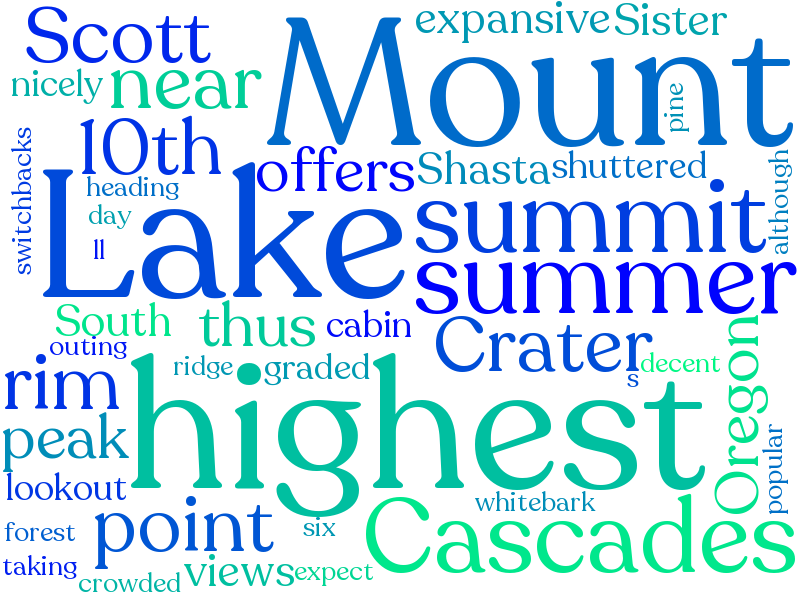 Scott
expansive
Sister
nicely
near
Mount
pine
10th
switchbacks
heading
offers
Shasta
shuttered
although
day
ll
Lake
summit
summer
South
thus
cabin
outing
Crater
Oregon
rim
ridge
graded
s
decent
peak
highest
popular
lookout
point
six
whitebark
Cascades
forest
taking
crowded
views
expect